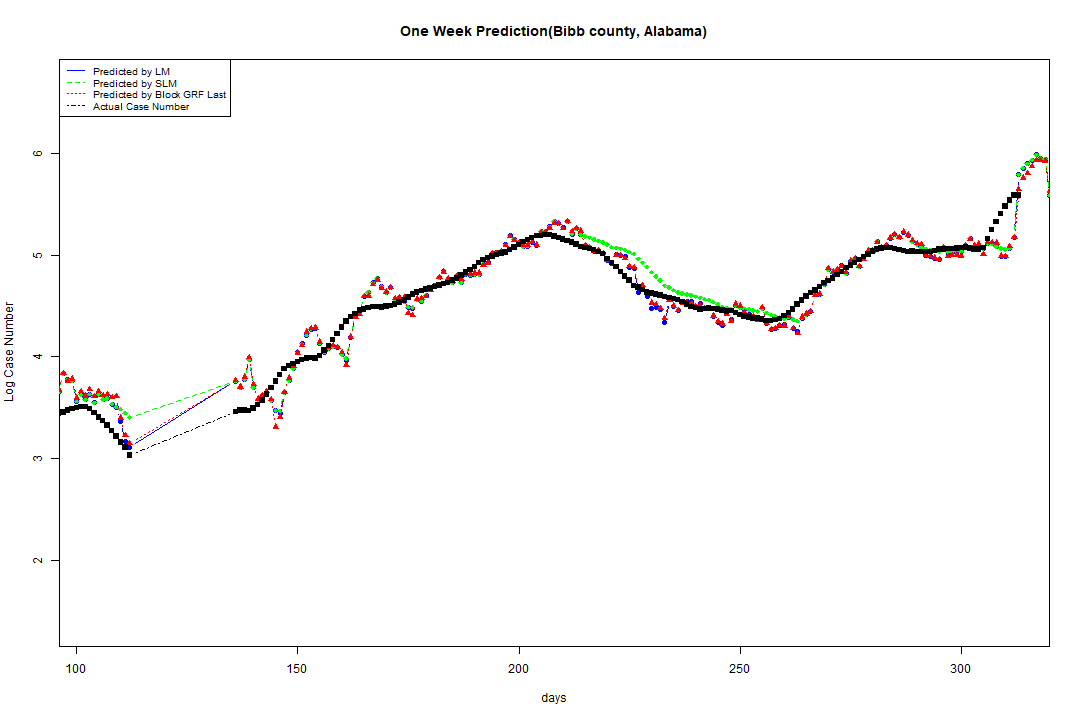 One Week Prediction(Bibb county, Alabama)
Predicted by LM
Predicted by SLM
Predicted by Block GRF Last
Actual Case Number
6
5
4
3
2
Log Case Number
100 150 200 250 300
days